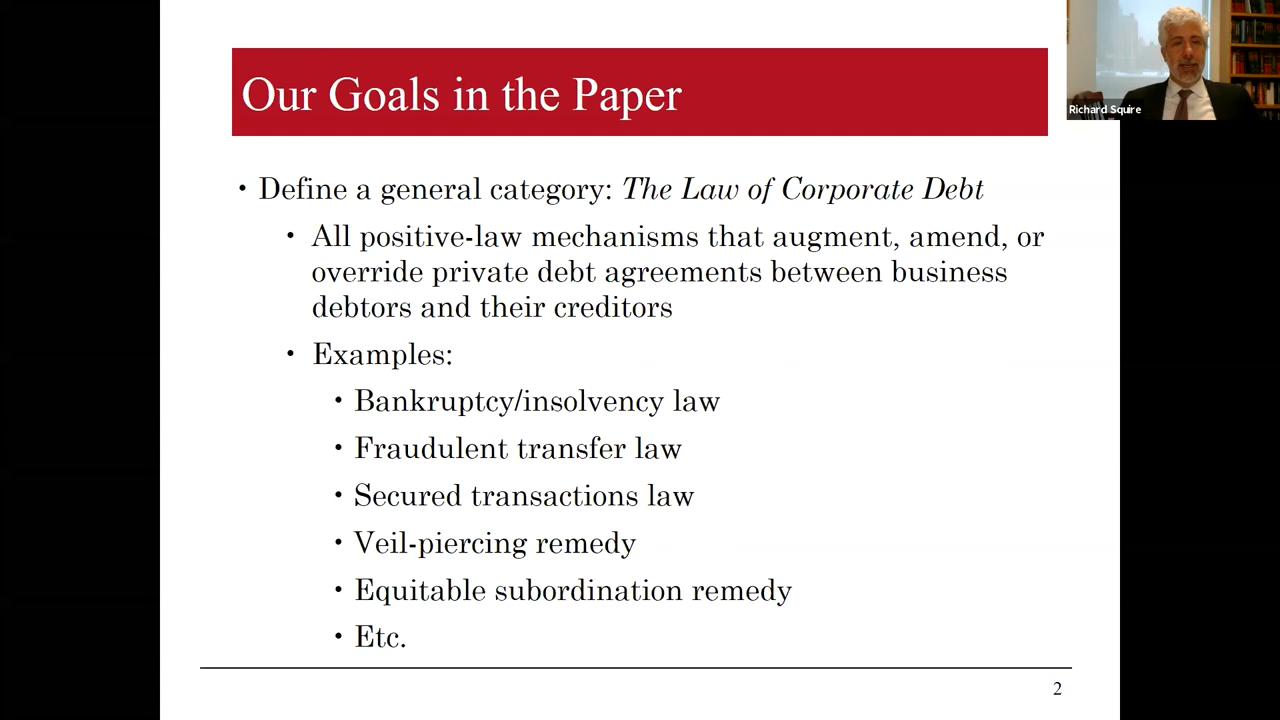 Our Goals in the Paper
Richard Squire
• Define a general category: The Law of Corporate Debt
• All positive-law mechanisms that augment, amend, or
override private debt agreements between business
debtors and their creditors
• Examples:
• Bankruptcy/insolvency law
• Fraudulent transfer law
• Secured transactions law
• Veil-piercing remedy
• Equitable subordination remedy
• Etc.
2